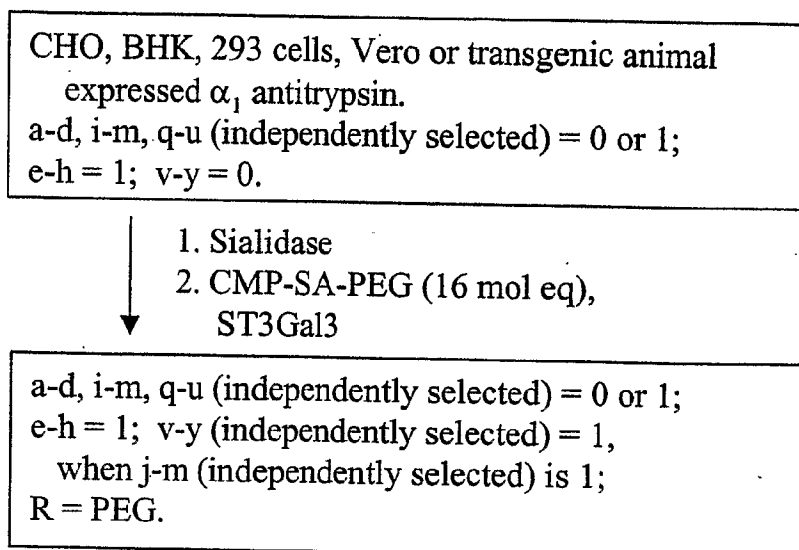 CHO, BHK, 293 cells, Vero or transgenic animal
expressed α₁ antitrypsin.
a-d, i-m, q-u (independently selected) = 0 or 1;
e-h = 1; v-y = 0.
1. Sialidase
2. CMP-SA-PEG (16 mol eq),
ST3Gal3
a-d, i-m, q-u (independently selected) = 0 or 1;
e-h = 1; v-y (independently selected) = 1,
when j-m (independently selected) is 1;
R = PEG.